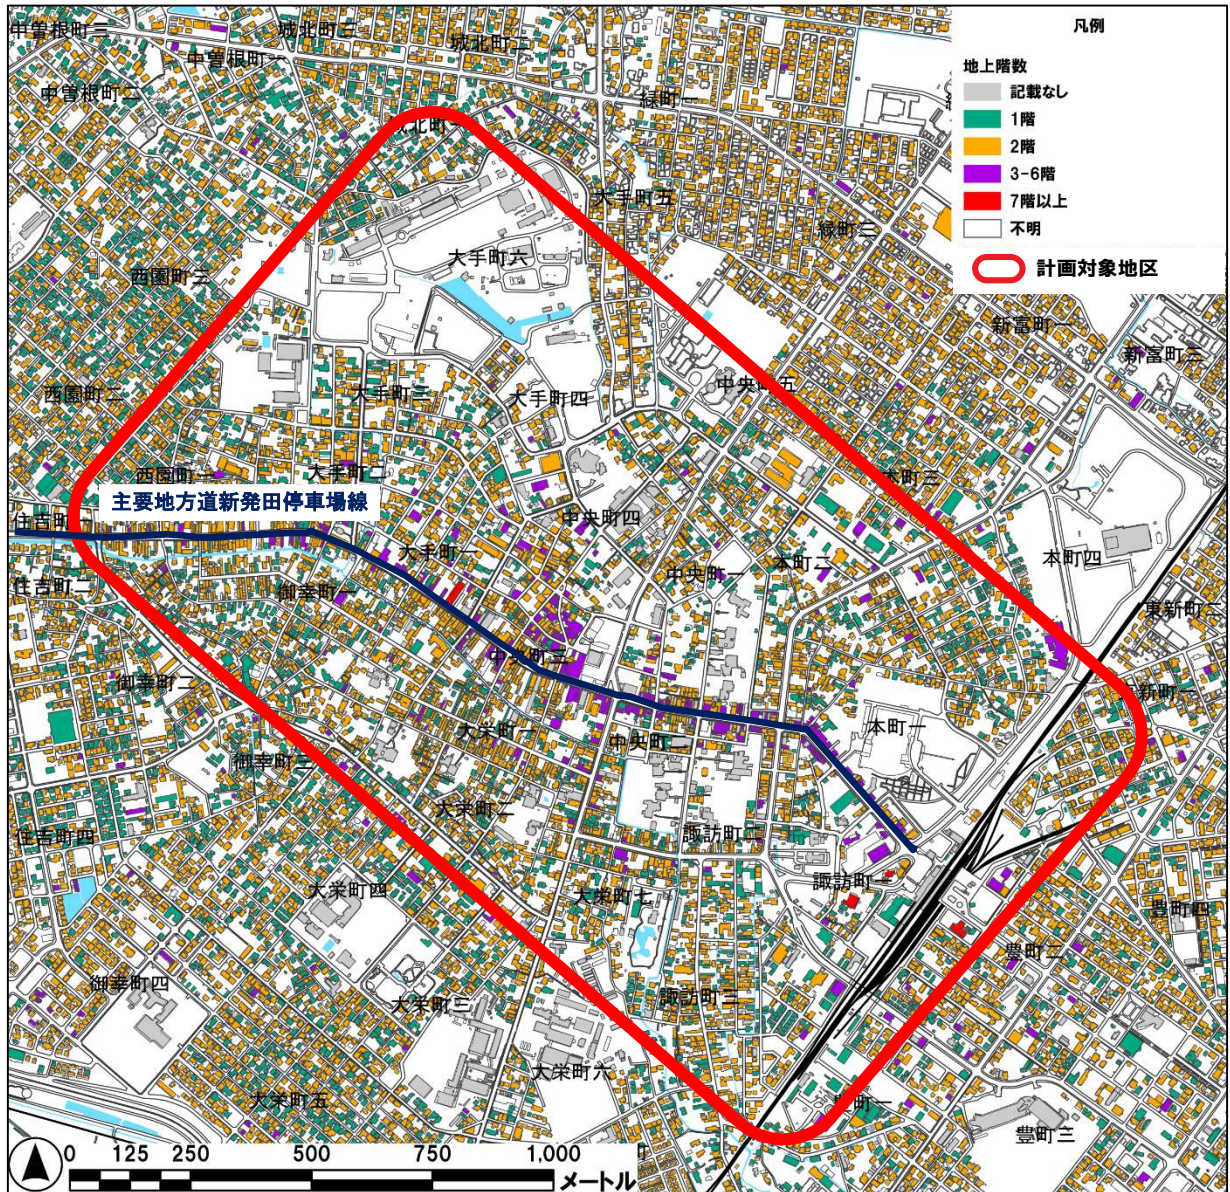 中曽根町三
城北町三
城北町二
中曽根町一
中曽根町二
緑町一
城北町一
大手町五
緑町三
大手町六
西園町三
新富町一
新富町三
中央町五
大手町三
大手町四
西園町二
西園町一
大手町二
本町三
主要地方道新発田停車場線
住吉町一
中央町四
大手町一
本町二
中央町一
本町四
住吉町二
御幸町一
東新町三
中央町三
御幸町二
新町一
大栄町一
中央町二
本町一
御幸町三
大栄町二
住吉町四
諏訪町二
大栄町四
大栄町七
諏訪町一
豊町四
豊町二
御幸町四
大栄町三
諏訪町三
大栄町六
大栄町五
豊町一
豊町三
凡例
地上階数
記載なし
1階
2階
3-6階
7階以上
不明
計画対象地区
0 125 250 500 750 1,000
メートル